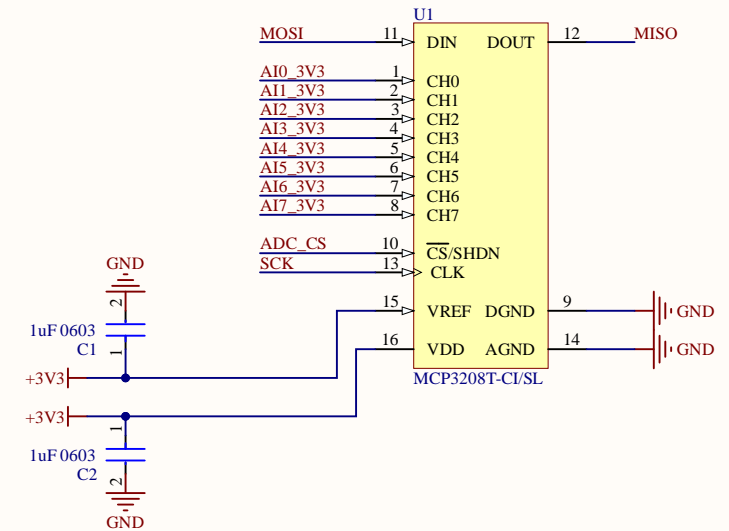 U1
MOSI 11 DIN DOUT 12 MISO
AI0_3V3 1 CH0
AI1_3V3 2 CH1
AI2_3V3 3 CH2
AI3_3V3 4 CH3
AI4_3V3 5 CH4
AI5_3V3 6 CH5
AI6_3V3 7 CH6
AI7_3V3 8 CH7
ADC_CS 10 CS/SHDN
SCK 13 CLK
GND
2
15 VREF DGND 9 GND
1uF 0603
C1
1
16 VDD AGND 14 GND
+3V3
MCP3208T-CI/SL
+3V3
1
1uF 0603
C2
2
GND